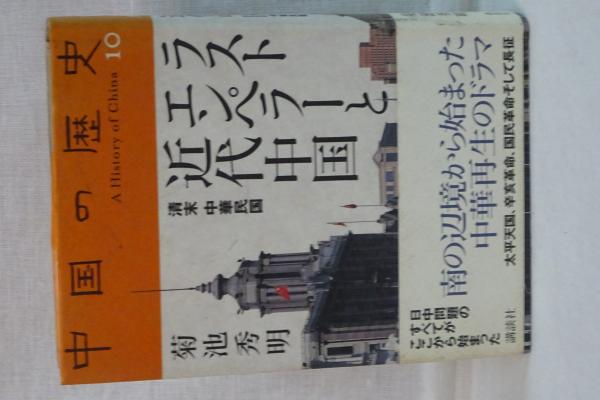 中国の歴史
A History of China
10
ラスト
エンペラーと
近代中国
清末 中華民国
菊池秀明
南の辺境から始まった
中華再生のドラマ
太平天国、辛亥革命、国民革命そして長征
日中問題の
すべてが
ここから始まった
講談社